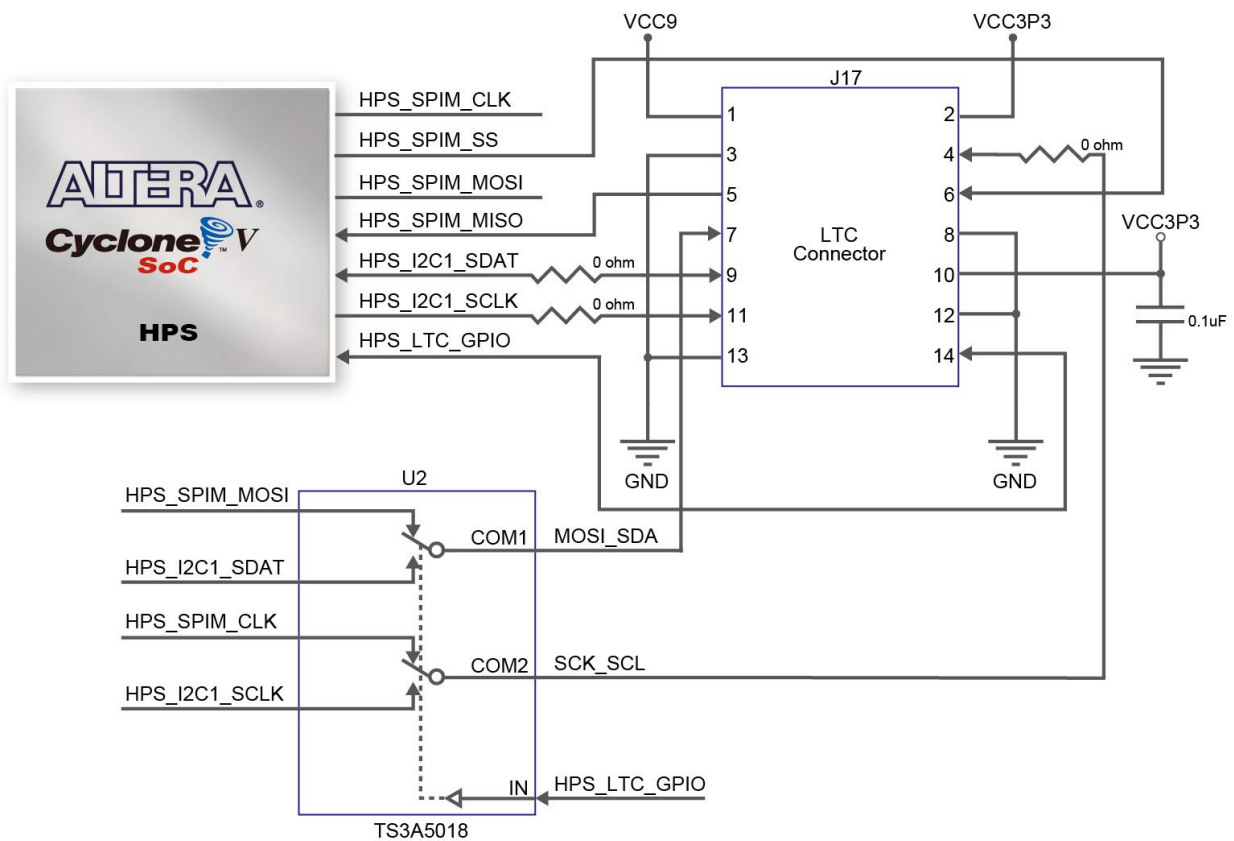 VCC9
VCC3P3
J17
HPS_SPIM_CLK
HPS_SPIM_SS
HPS_SPIM_MOSI
HPS_SPIM_MISO
HPS_I2C1_SDAT
0 ohm
HPS_I2C1_SCLK
0 ohm
HPS_LTC_GPIO
ALTERA®
Cyclone™ V
SoC
HPS
1
2
3
4
0 ohm
5
6
7
8
LTC
Connector
9
10
11
12
13
14
VCC3P3
0.1uF
GND
GND
U2
HPS_SPIM_MOSI
COM1
MOSI_SDA
HPS_I2C1_SDAT
HPS_SPIM_CLK
COM2
SCK_SCL
HPS_I2C1_SCLK
IN
HPS_LTC_GPIO
TS3A5018